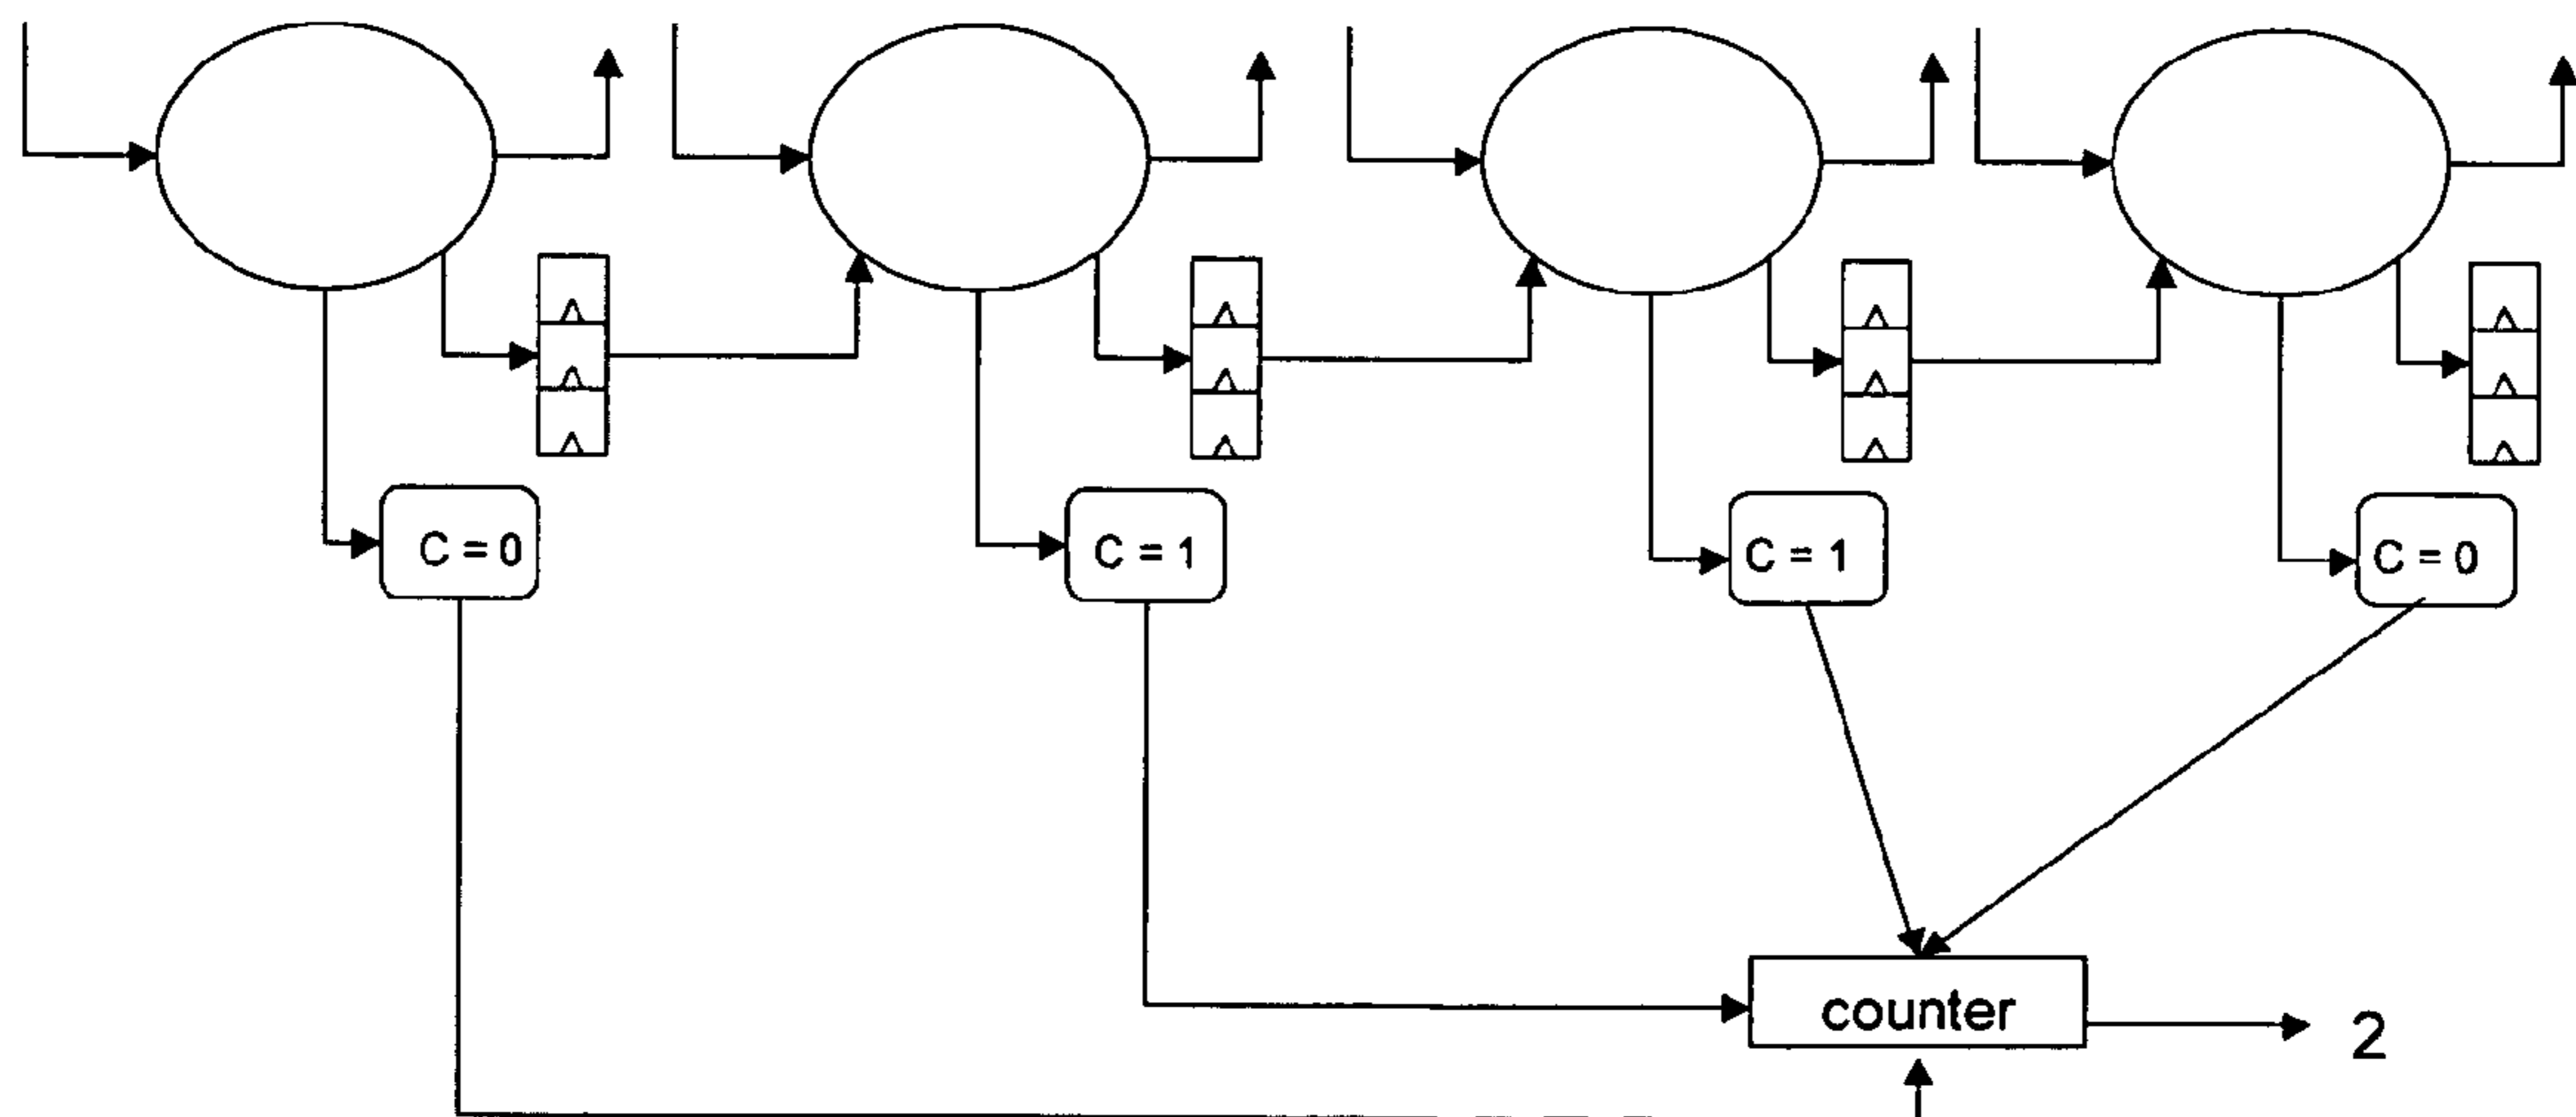 C = 0
C = 1
C = 1
C = 0
counter
2